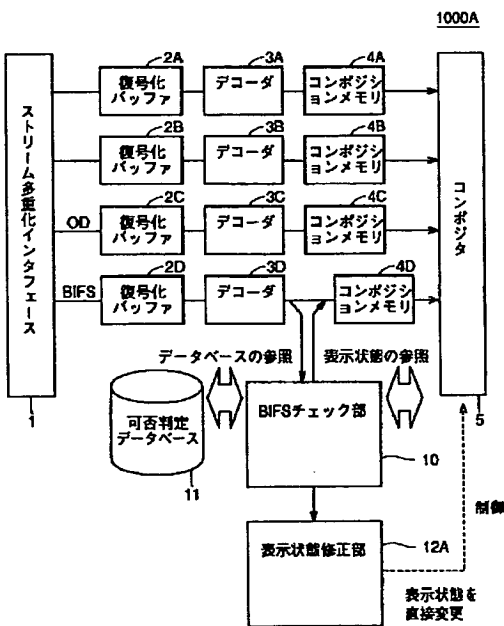 1000A
ストリーム多重化インタフェース
2A
復号化
バッファ
3A
デコーダ
4A
コンポジシ
ョンメモリ
2B
復号化
バッファ
3B
デコーダ
4B
コンポジシ
ョンメモリ
OD
2C
復号化
バッファ
3C
デコーダ
4C
コンポジシ
ョンメモリ
BIFS
2D
復号化
バッファ
3D
デコーダ
4D
コンポジシ
ョンメモリ
コンポジタ
1
5
データベースの参照
表示状態の参照
可否判定
データベース
11
BIFSチェック部
10
制御
表示状態修正部
12A
表示状態を
直接変更